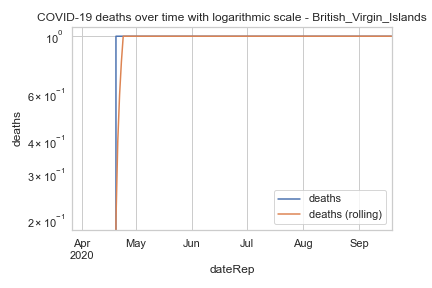 COVID-19 deaths over time with logarithmic scale - British_Virgin_Islands
10⁰
6 × 10⁻¹
4 × 10⁻¹
3 × 10⁻¹
2 × 10⁻¹
deaths
deaths
deaths (rolling)
Apr May Jun Jul Aug Sep
2020
dateRep